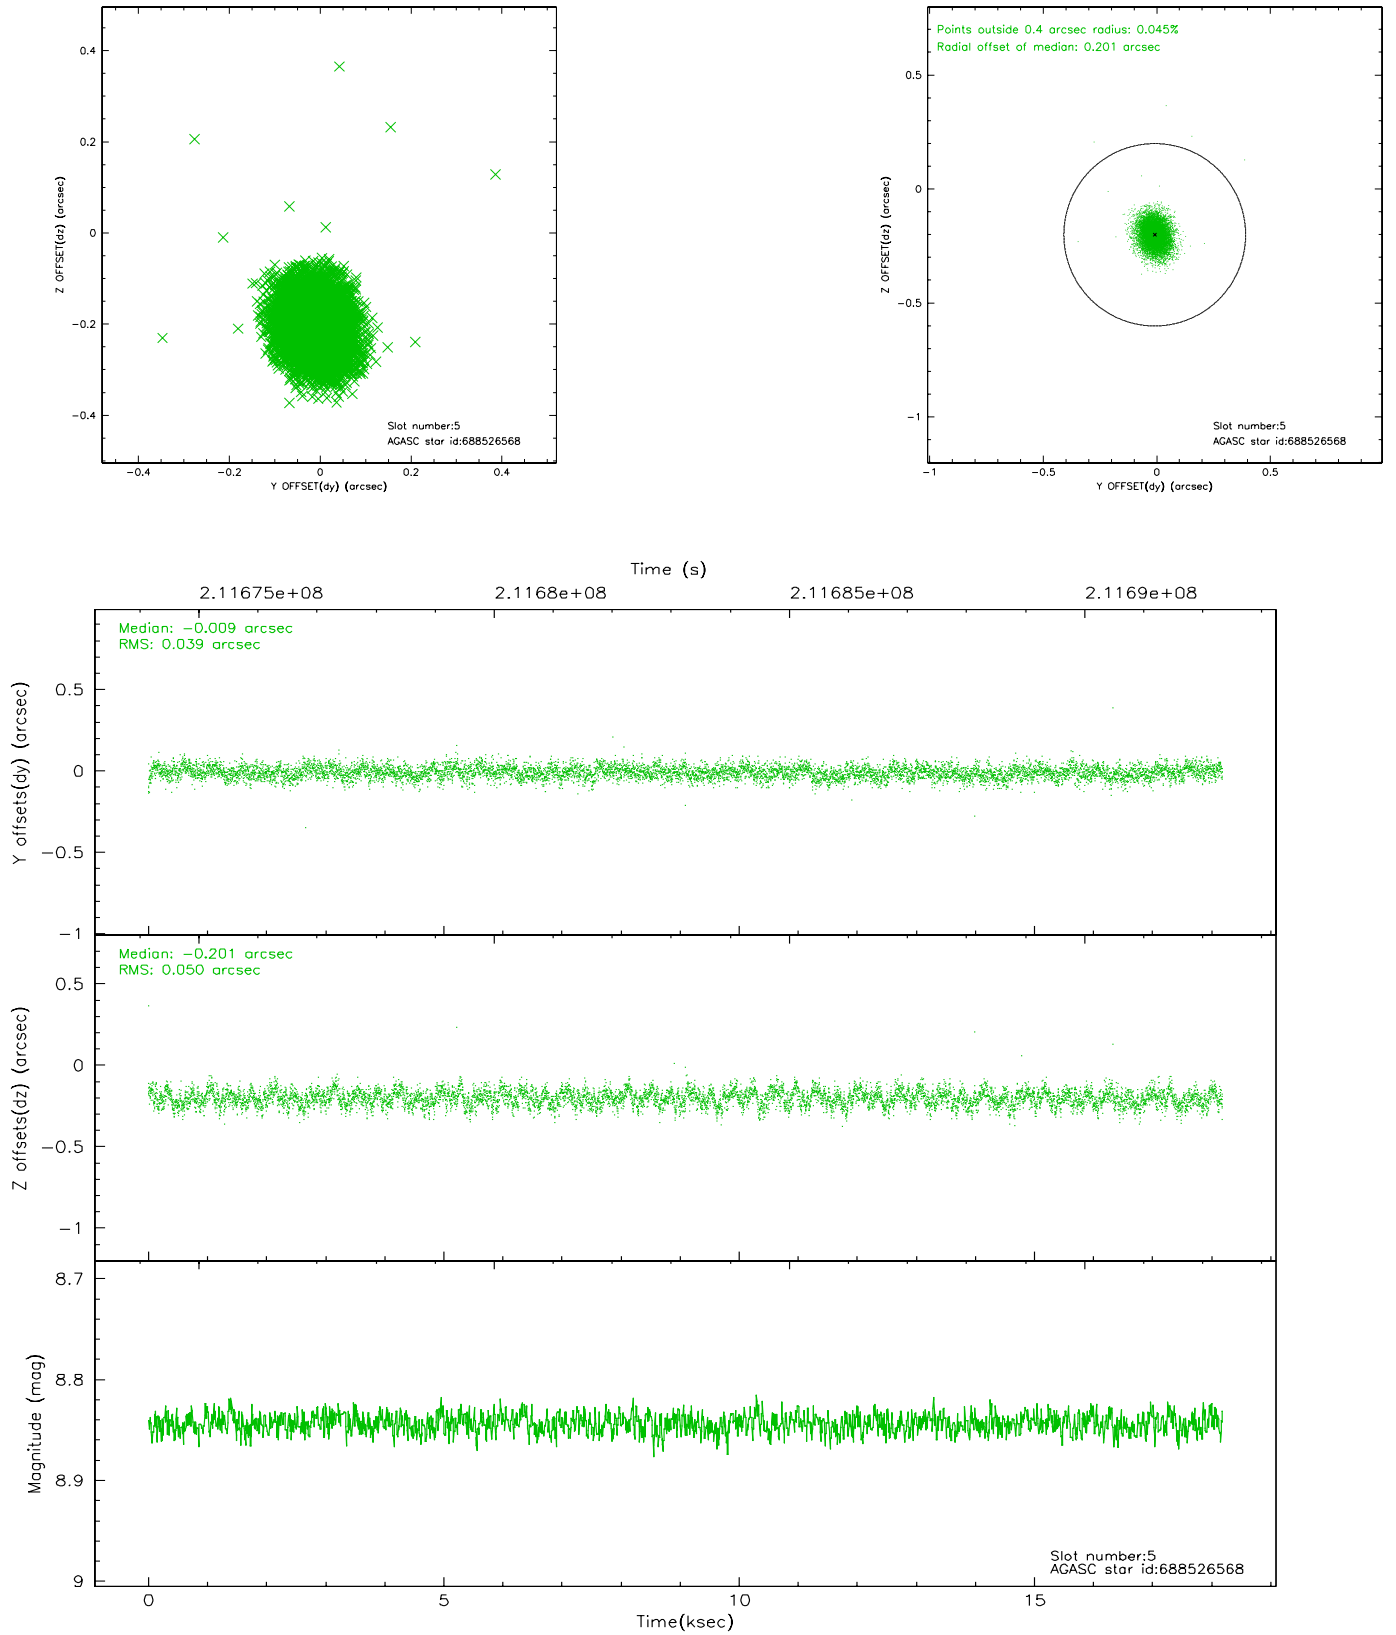 0.4
0.2
0
−0.2
−0.4
Z OFFSET(dz) (arcsec)
−0.4 −0.2 0 0.2 0.4
Y OFFSET(dy) (arcsec)
Slot number:5
AGASC star id:688526568
Points outside 0.4 arcsec radius: 0.045%
Radial offset of median: 0.201 arcsec
0.5
0
−0.5
−1
Z OFFSET(dz) (arcsec)
Slot number:5
AGASC star id:688526568
−1 −0.5 0 0.5
Y OFFSET(dy) (arcsec)
Time (s)
2.11675e+08 2.1168e+08 2.11685e+08 2.1169e+08
Median: −0.009 arcsec
RMS: 0.039 arcsec
0.5
0
−0.5
−1
Y offsets(dy) (arcsec)
Median: −0.201 arcsec
RMS: 0.050 arcsec
0.5
0
−0.5
−1
Z offsets(dz) (arcsec)
8.7
8.8
8.9
9
Magnitude (mag)
Slot number:5
AGASC star id:688526568
0 5 10 15
Time(ksec)